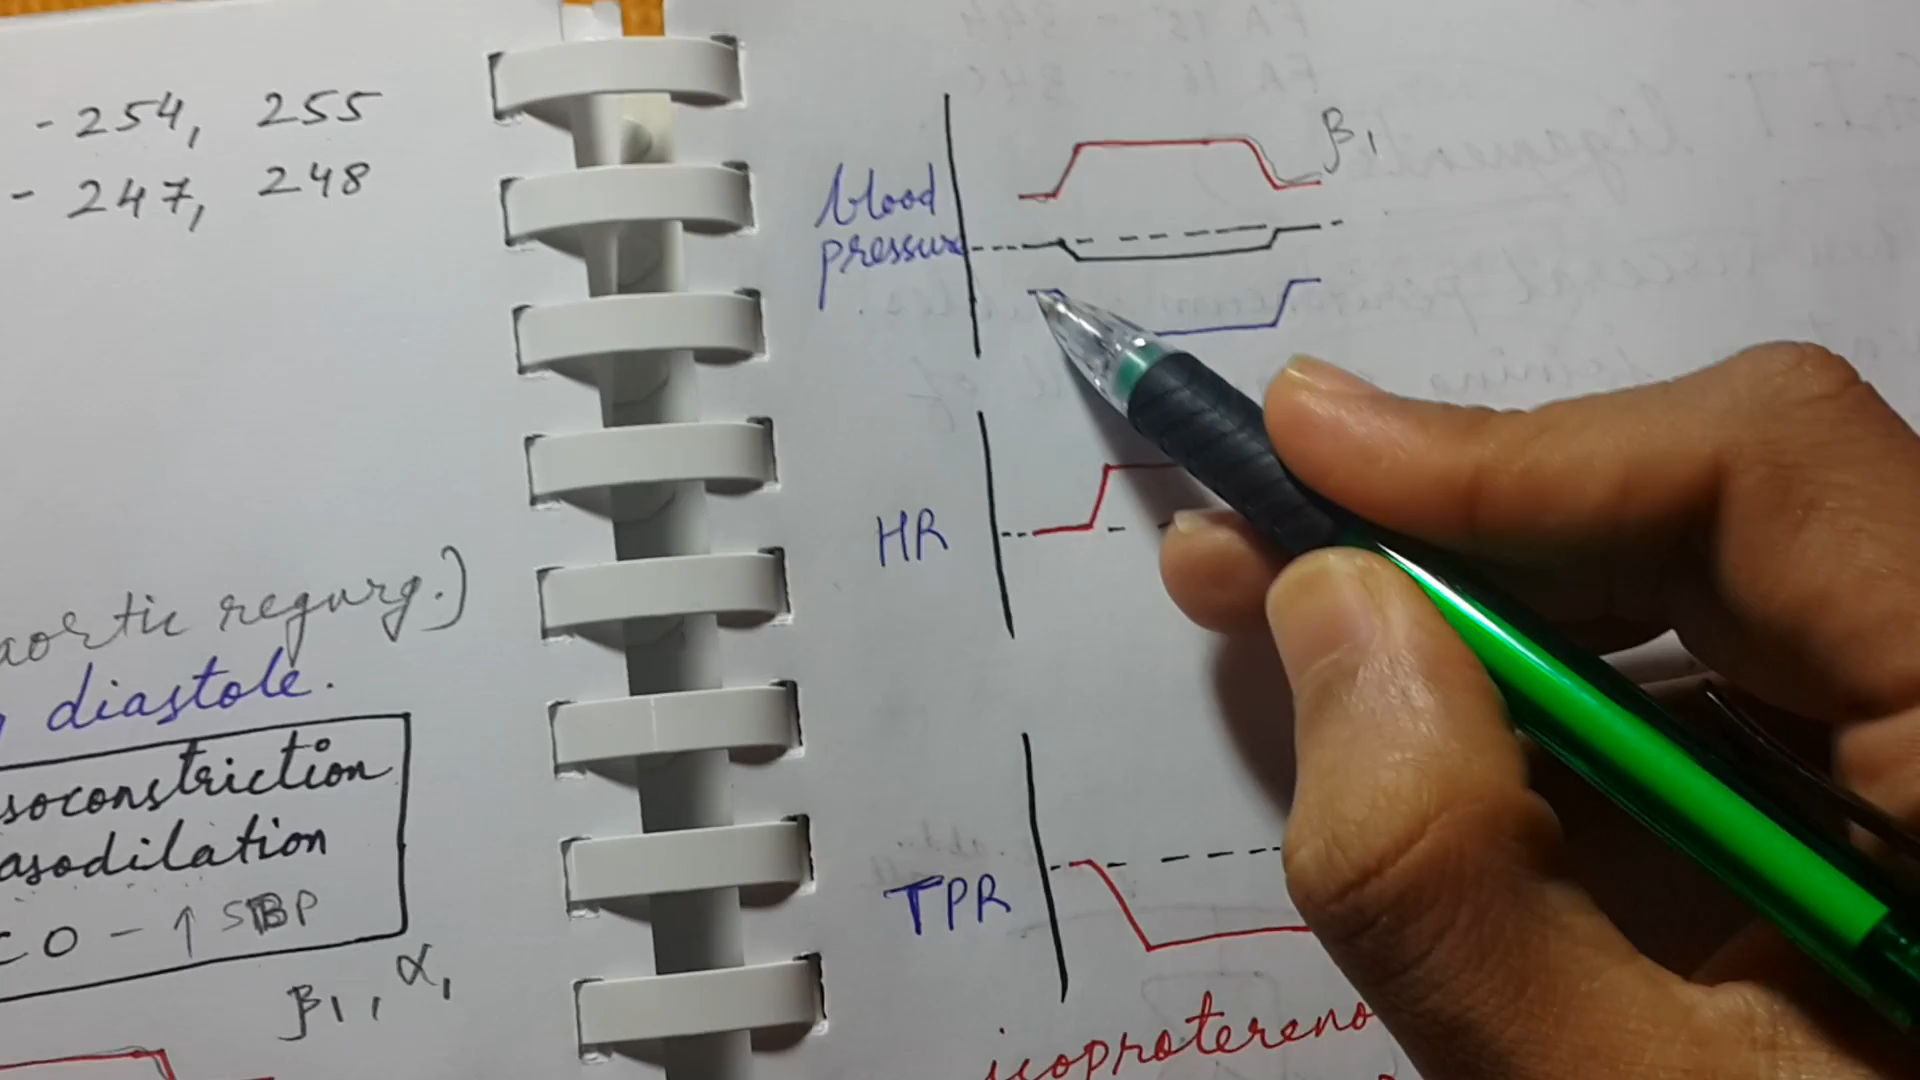 - 254, 255
- 247, 248
aortic regurg.)
diastole.
soconstriction
asodilation
CO - ↑ SBP
β1, α1
β1
blood
pressure
HR
TPR
isoproterenol